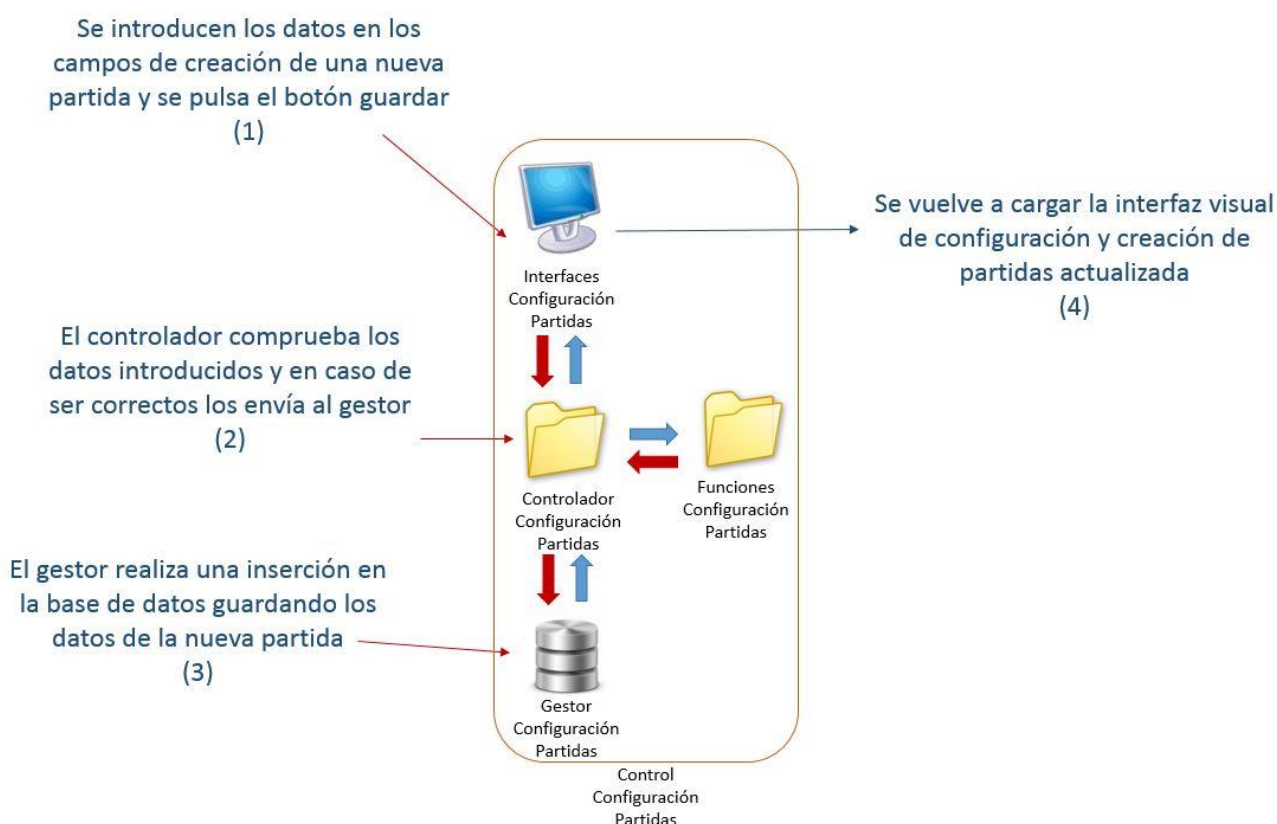 Se introducen los datos en los
campos de creación de una nueva
partida y se pulsa el botón guardar
(1)
Se vuelve a cargar la interfaz visual
de configuración y creación de
partidas actualizada
(4)
Interfaces
Configuración
Partidas
El controlador comprueba los
datos introducidos y en caso de
ser correctos los envía al gestor
(2)
Controlador
Configuración
Partidas
Funciones
Configuración
Partidas
El gestor realiza una inserción en
la base de datos guardando los
datos de la nueva partida
(3)
Gestor
Configuración
Partidas
Control
Configuración
Partidas